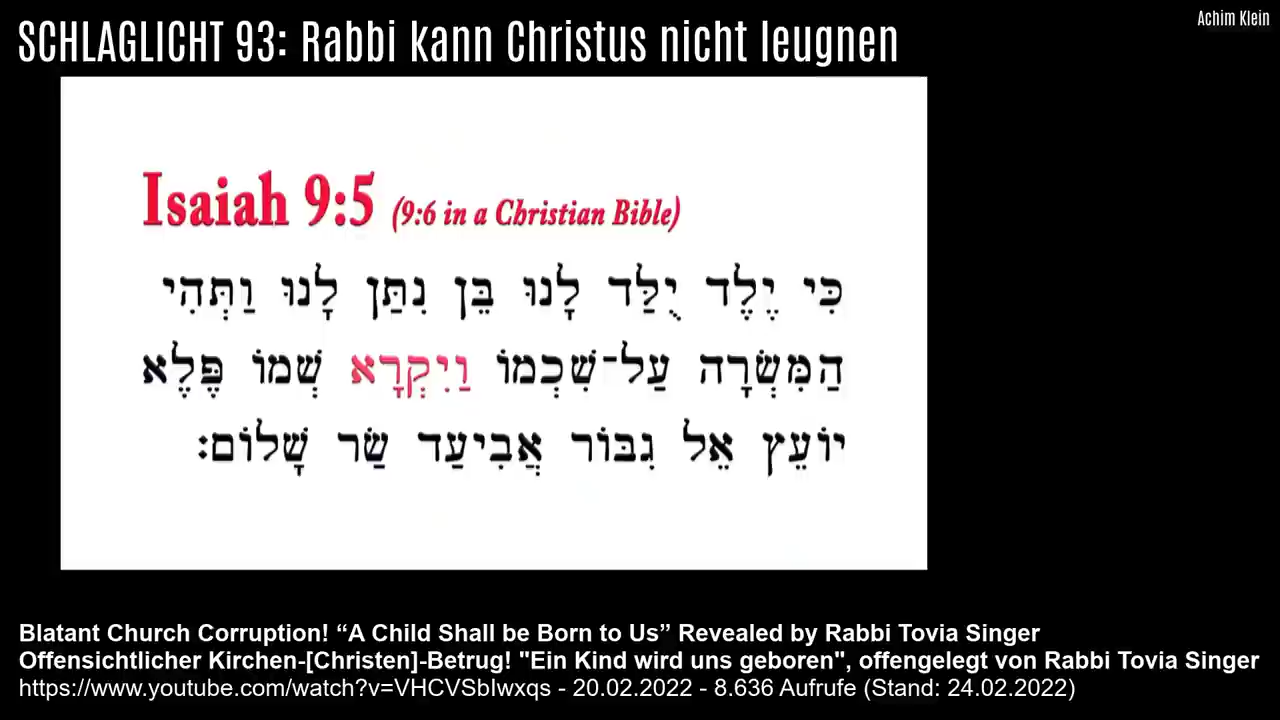 SCHLAGLICHT 93: Rabbi kann Christus nicht leugnen
Achim Klein
Isaiah 9:5 (9:6 in a Christian Bible)
כִּי יֶלֶד יֻלַּד לָנוּ בֵּן נִתַּן לָנוּ וַתְּהִי
הַמִּשְׂרָה עַל־שִׁכְמוֹ וַיִּקְרָא שְׁמוֹ פֶּלֶא
יוֹעֵץ אֵל גִּבּוֹר אֲבִיעַד שַׂר שָׁלוֹם׃
Blatant Church Corruption! “A Child Shall be Born to Us” Revealed by Rabbi Tovia Singer
Offensichtlicher Kirchen-[Christen]-Betrug! "Ein Kind wird uns geboren", offengelegt von Rabbi Tovia Singer
https://www.youtube.com/watch?v=VHCVSbIwxqs - 20.02.2022 - 8.636 Aufrufe (Stand: 24.02.2022)